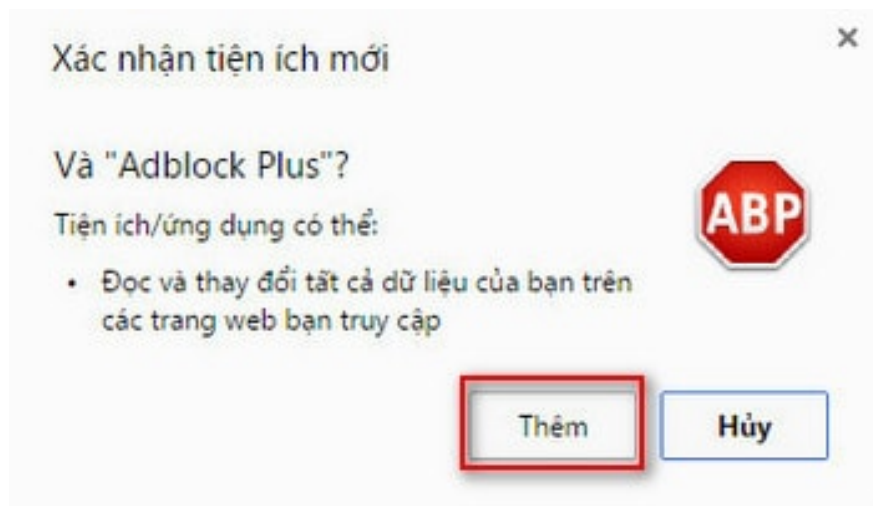 Xác nhận tiện ích mới
Và "Adblock Plus"?
Tiện ích/ứng dụng có thể:
• Đọc và thay đổi tất cả dữ liệu của bạn trên
các trang web bạn truy cập
ABP
Thêm
Hủy